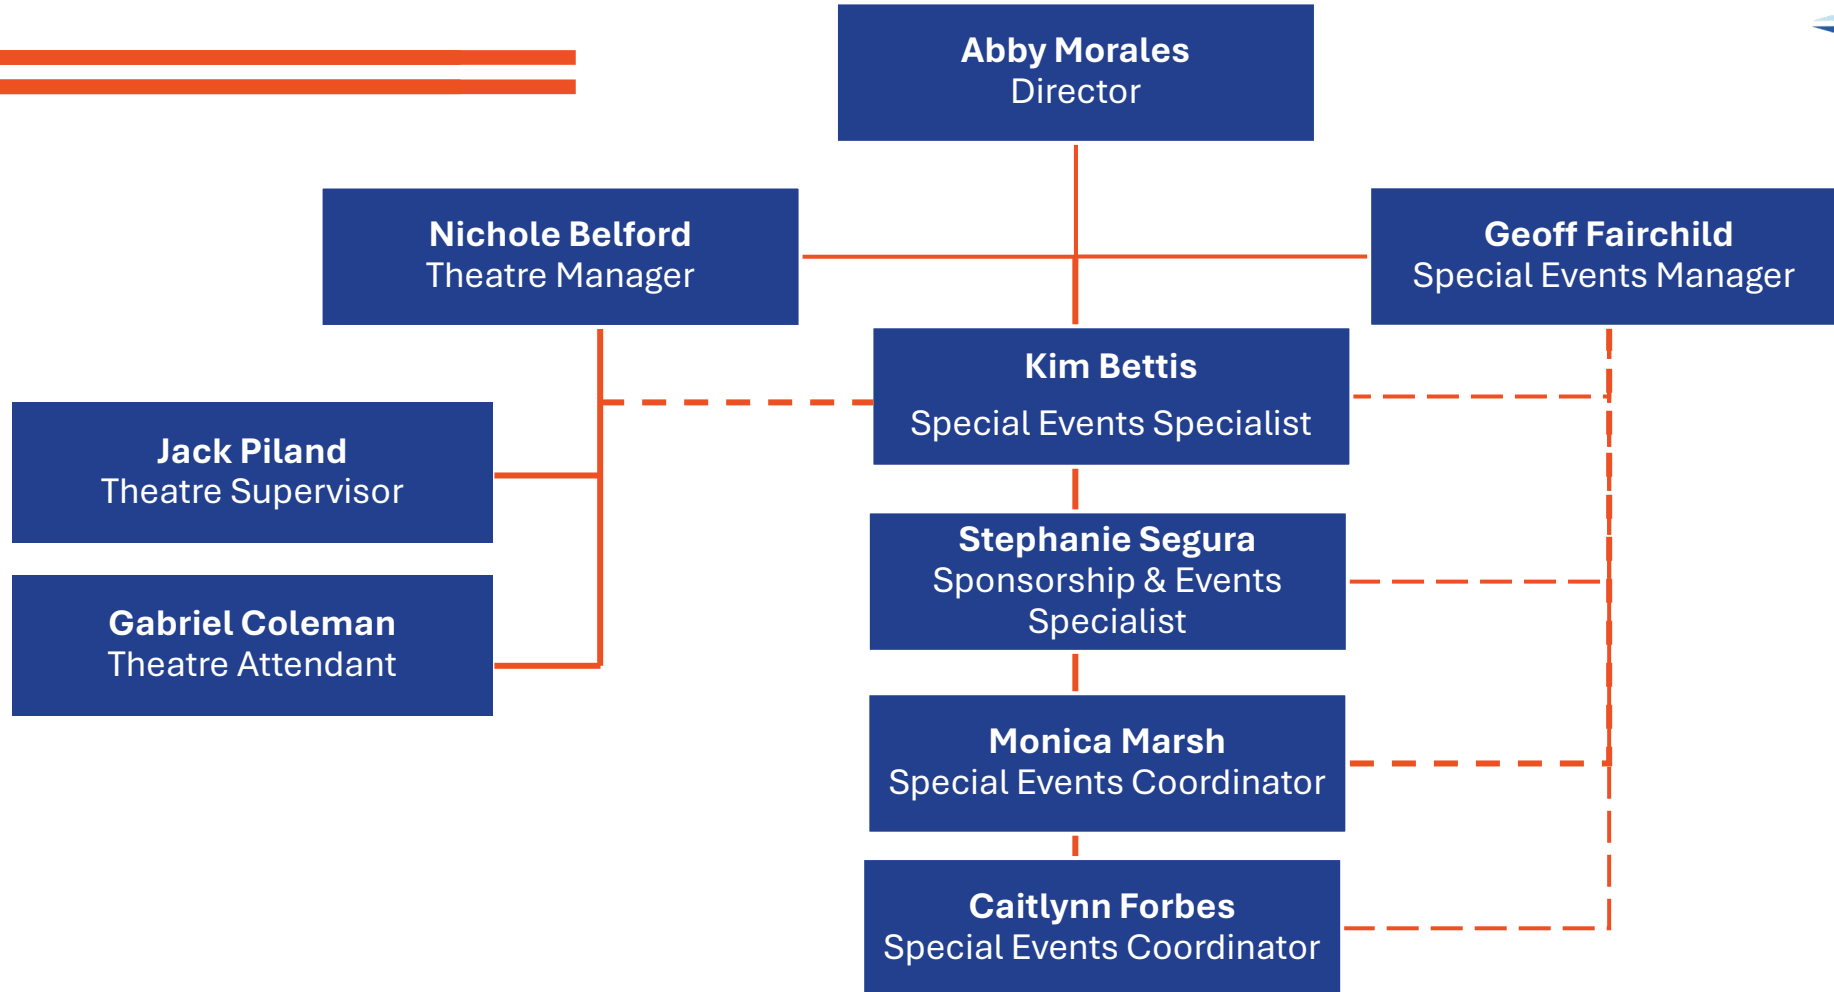 Abby Morales
Director
Nichole Belford
Theatre Manager
Geoff Fairchild
Special Events Manager
Kim Bettis
Special Events Specialist
Jack Piland
Theatre Supervisor
Stephanie Segura
Sponsorship & Events
Specialist
Gabriel Coleman
Theatre Attendant
Monica Marsh
Special Events Coordinator
Caitlynn Forbes
Special Events Coordinator